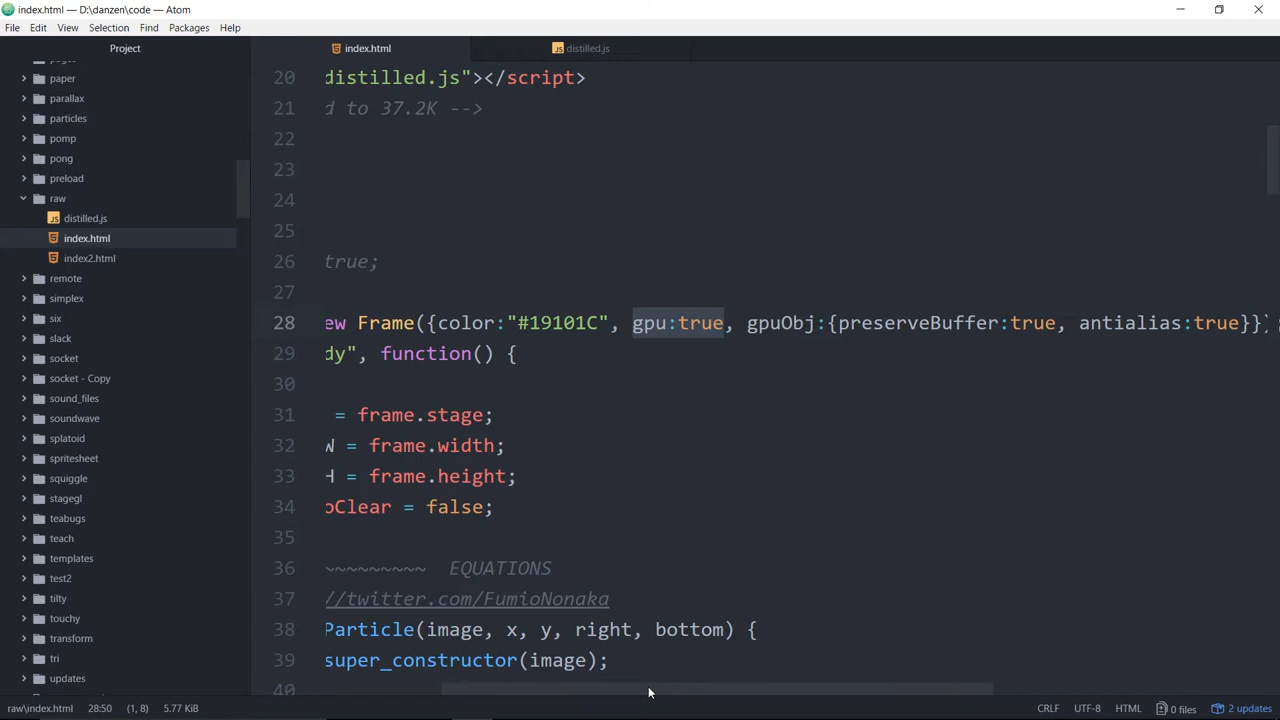 index.html — D:\danzen\code — Atom
File Edit View Selection Find Packages Help
Project
index.html
distilled.js
paper
parallax
particles
pomp
pong
preload
raw
distilled.js
index.html
index2.html
remote
simplex
six
slack
socket
socket - Copy
sound_files
soundwave
splatoid
spritesheet
squiggle
stagegl
teabugs
teach
templates
test2
tilty
touchy
transform
tri
updates
20 distilled.js"></script>
21 d to 37.2K -->
22
23
24
25
26 true;
27
28 ew Frame({color:"#19101C", gpu:true, gpuObj:{preserveBuffer:true, antialias:true}})
29 dy", function() {
30
31 = frame.stage;
32 W = frame.width;
33 H = frame.height;
34 oClear = false;
35
36 ~~~~~~~~~ EQUATIONS
37 //twitter.com/FumioNonaka
38 Particle(image, x, y, right, bottom) {
39 super_constructor(image);
40
raw\index.html 28:50 (1, 8) 5.77 KiB CRLF UTF-8 HTML 0 files 2 updates